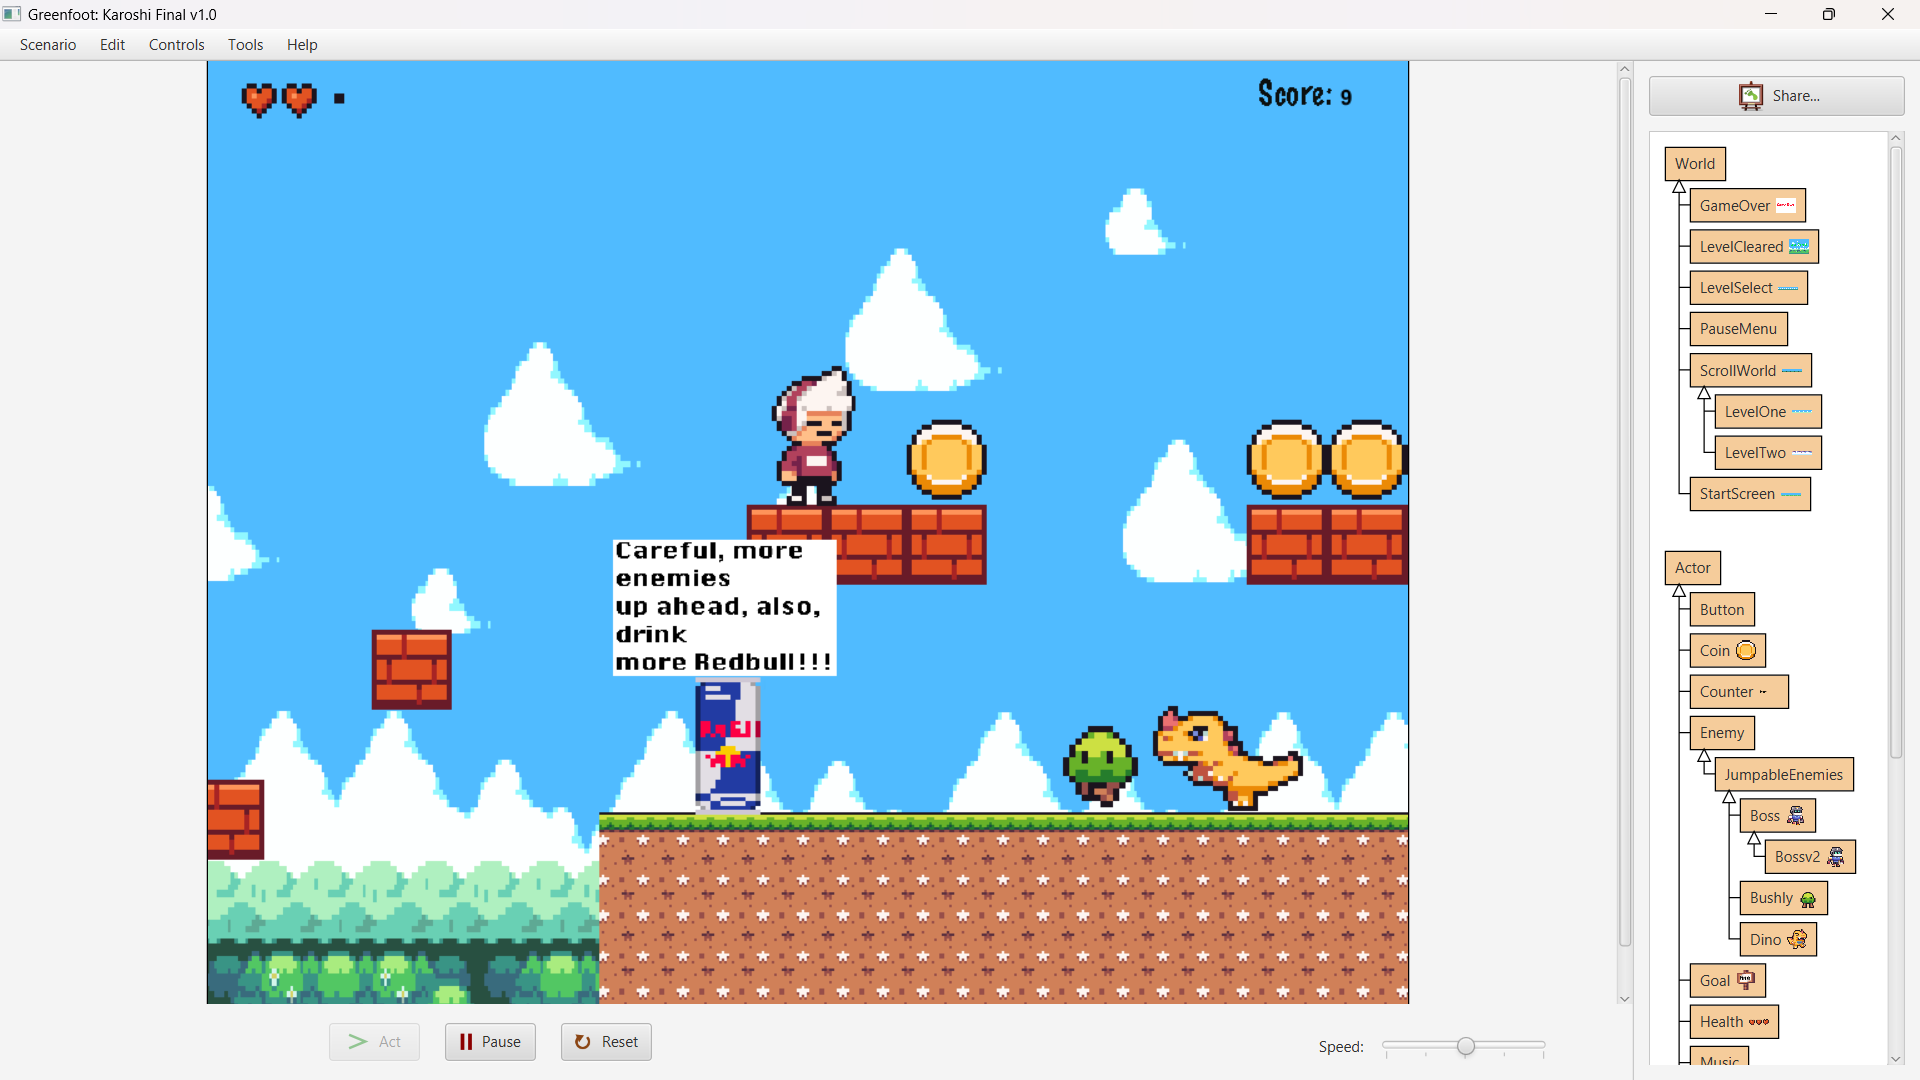 Greenfoot: Karoshi Final v1.0
Scenario Edit Controls Tools Help
Score: 9
Share...
World
GameOver
LevelCleared
LevelSelect
PauseMenu
ScrollWorld
LevelOne
LevelTwo
StartScreen
Careful, more
enemies
up ahead, also,
drink
more Redbull!!!
Actor
Button
Coin
Counter
Enemy
JumpableEnemies
Boss
Bossv2
Bushly
Dino
Goal
Health
Music
Act Pause Reset Speed: